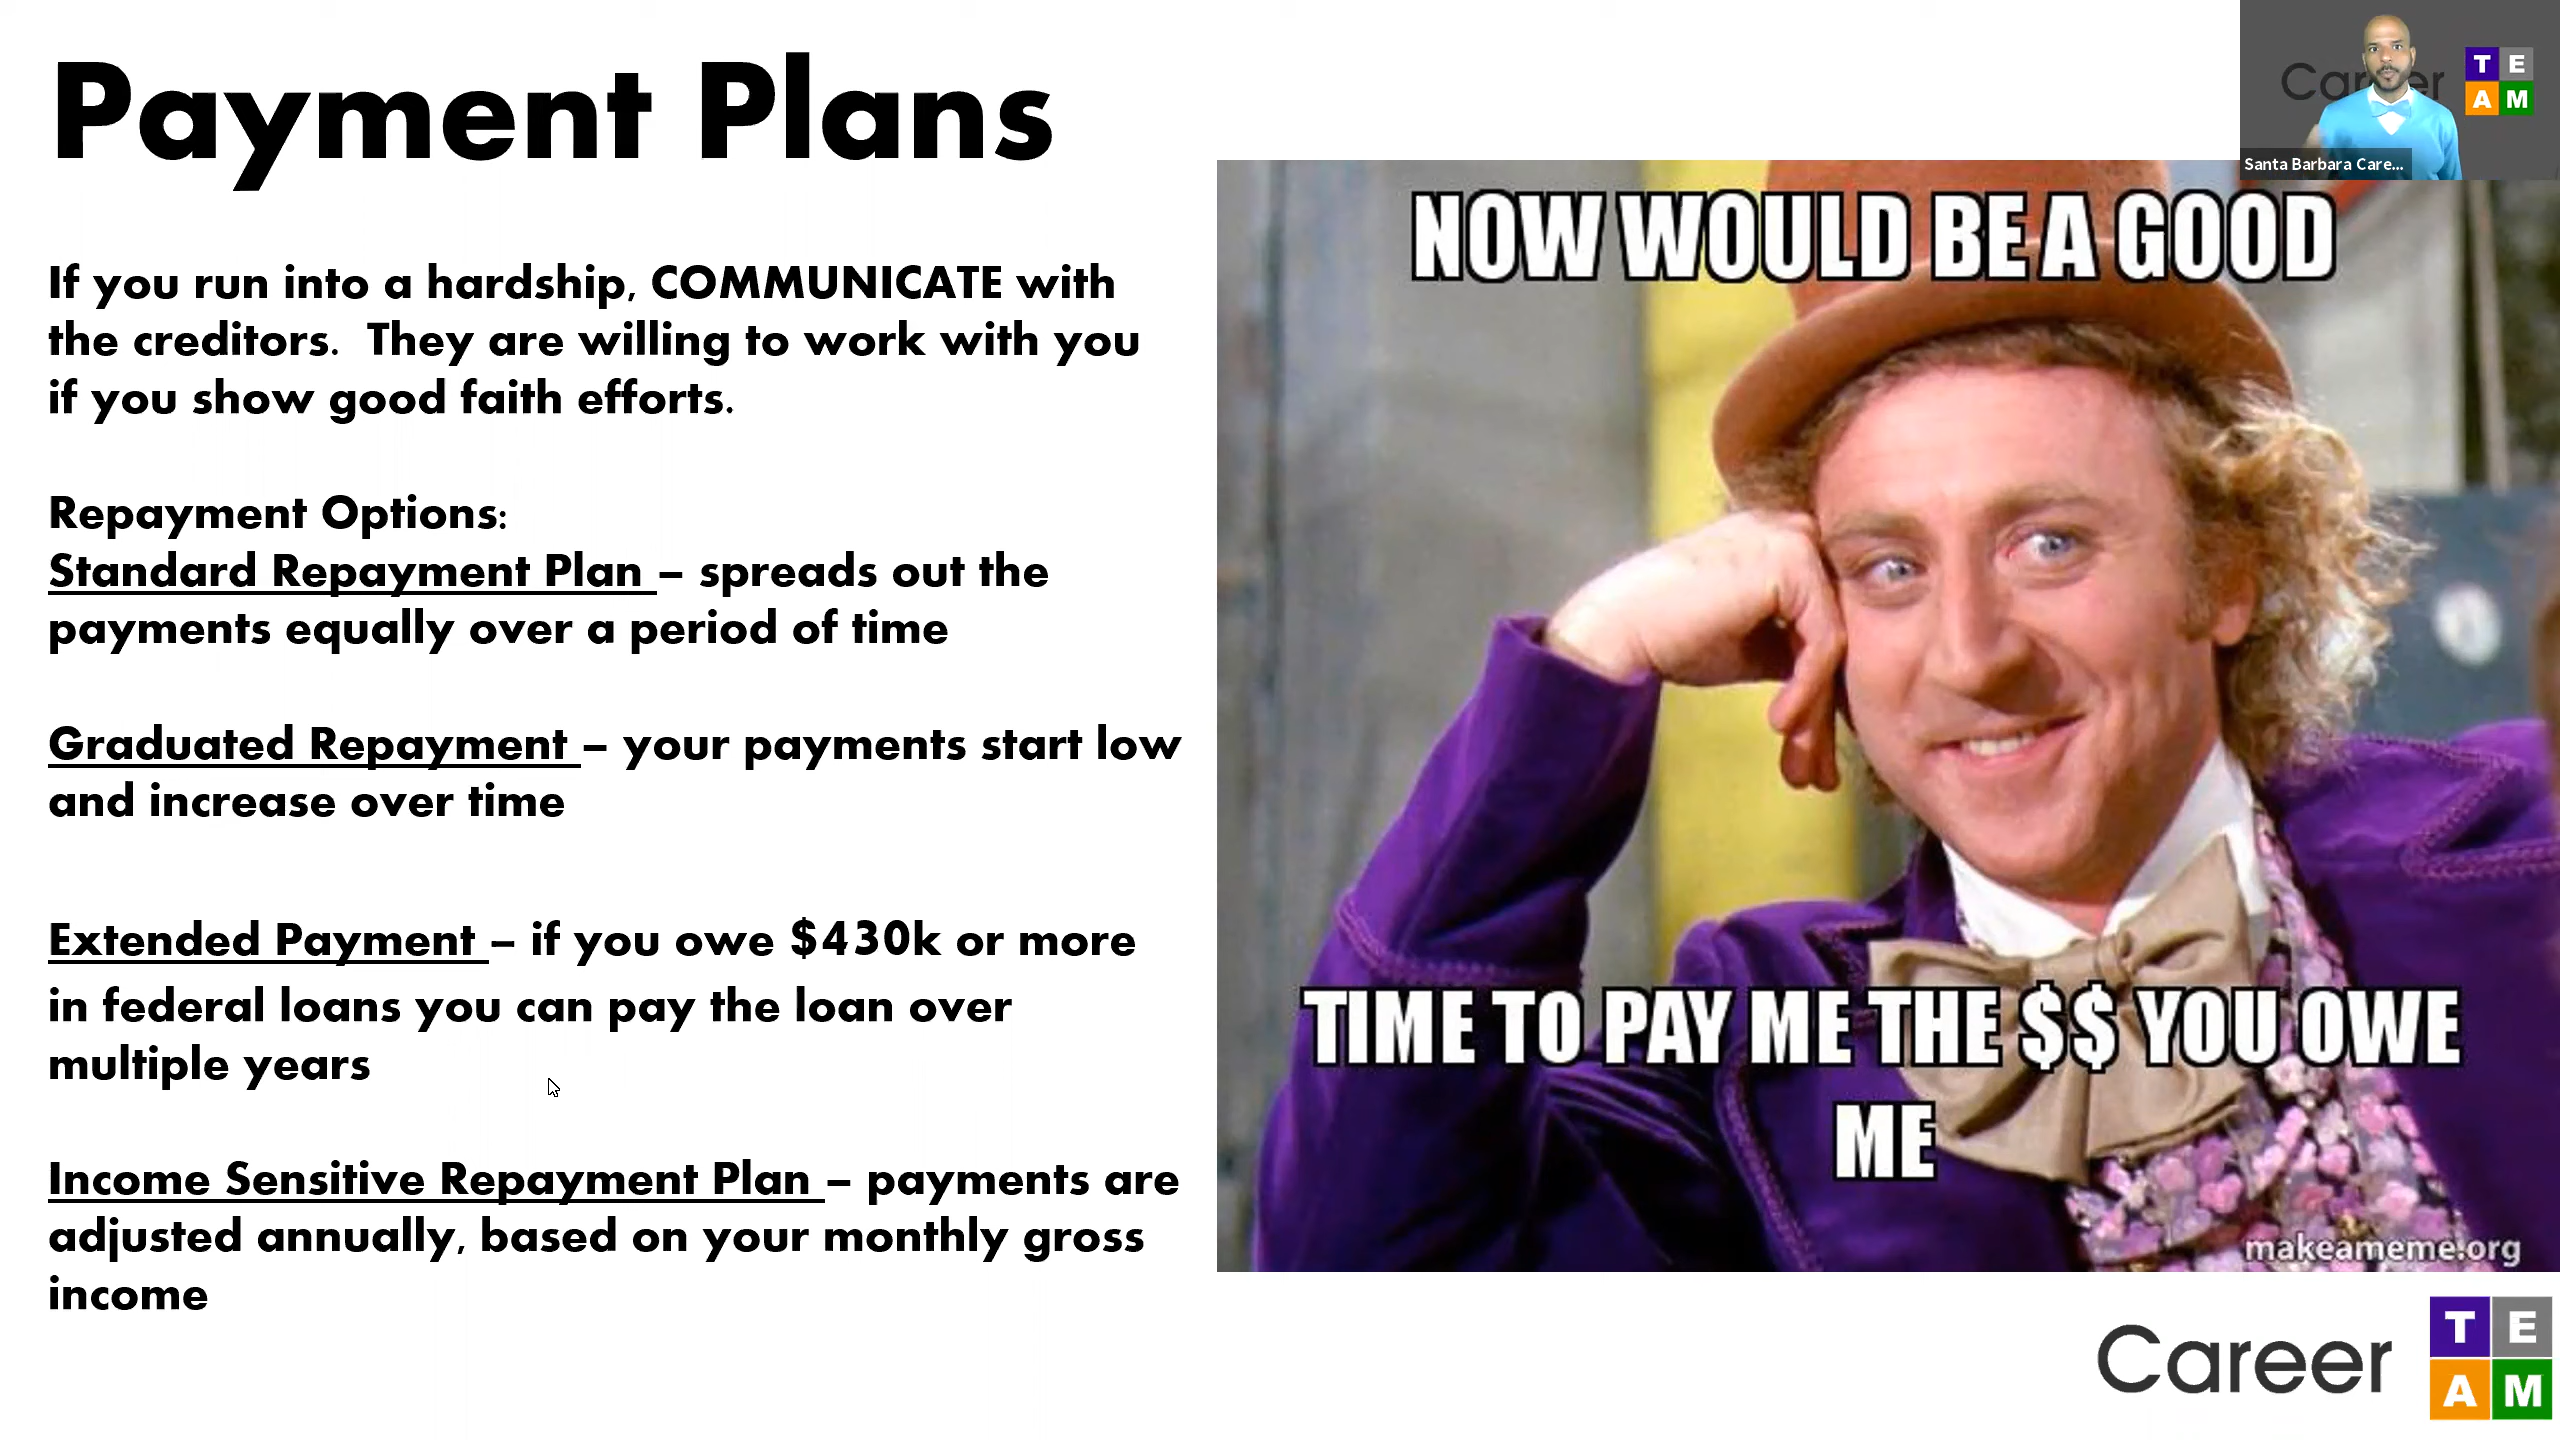 Payment Plans
If you run into a hardship, COMMUNICATE with
the creditors.  They are willing to work with you
if you show good faith efforts.
Repayment Options:
Standard Repayment Plan – spreads out the
payments equally over a period of time
Graduated Repayment – your payments start low
and increase over time
Extended Payment – if you owe $430k or more
in federal loans you can pay the loan over
multiple years
Income Sensitive Repayment Plan – payments are
adjusted annually, based on your monthly gross
income
Career
T E
A M
Santa Barbara Care...
NOW WOULD BE A GOOD
TIME TO PAY ME THE $$ YOU OWE
ME
makeameme.org
Career
T E
A M